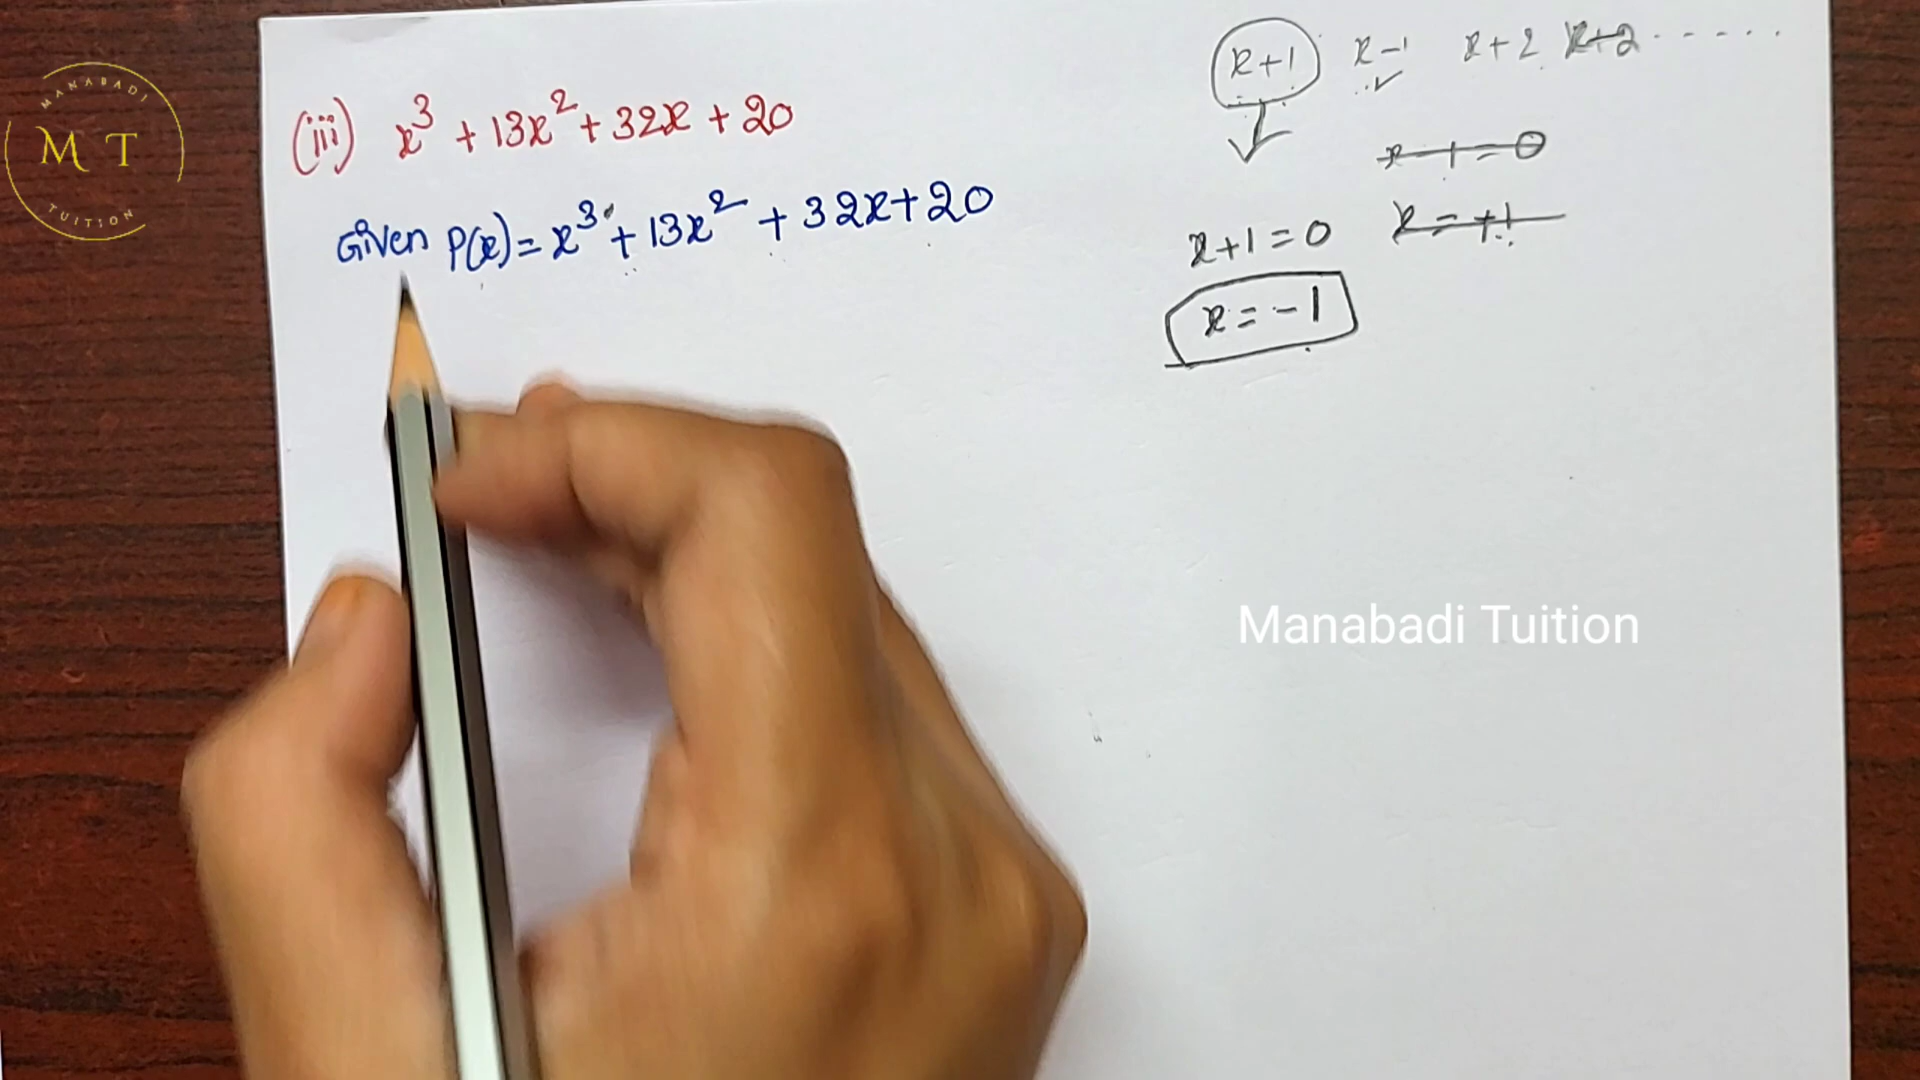 MANABADI
M T
TUITION
(iii) x³ + 13x² + 32x + 20
Given P(x) = x³ + 13x² + 32x + 20
x+1 x-1 x+2 x+2 .....
x-1=0
x=+1
x+1=0
x=-1
Manabadi Tuition